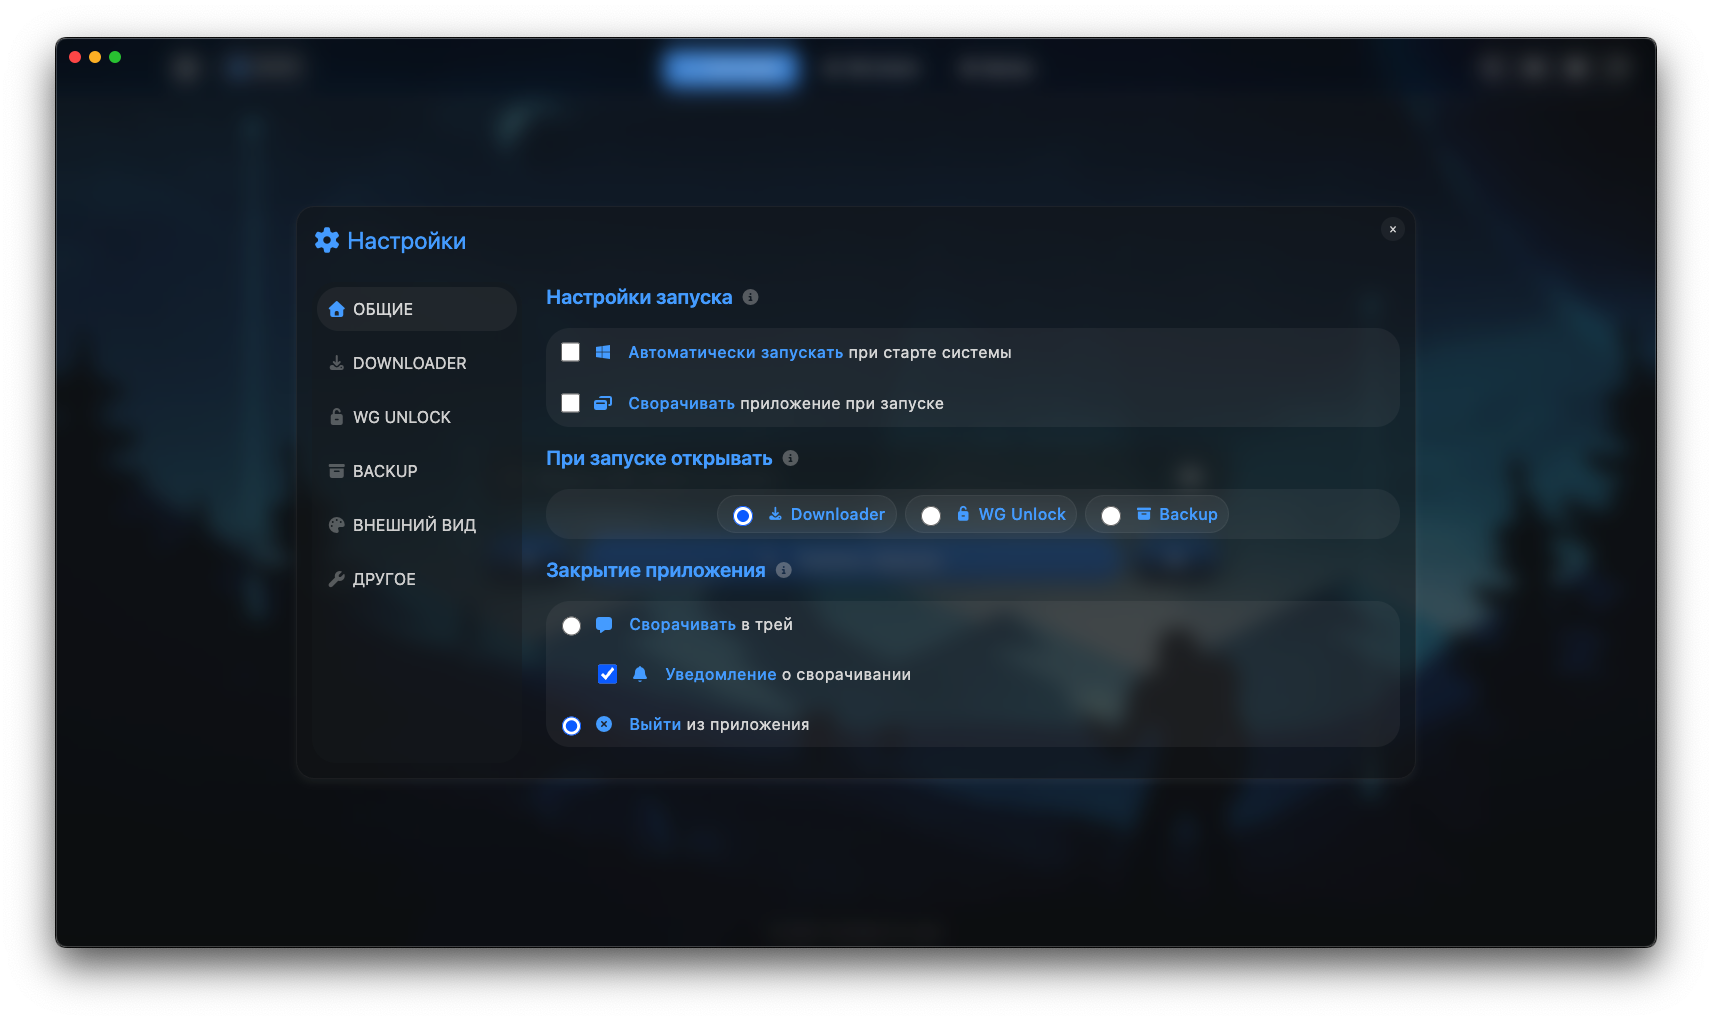 Настройки
ОБЩИЕ
DOWNLOADER
WG UNLOCK
BACKUP
ВНЕШНИЙ ВИД
ДРУГОЕ
Настройки запуска
Автоматически запускать при старте системы
Сворачивать приложение при запуске
При запуске открывать
Downloader
WG Unlock
Backup
Закрытие приложения
Сворачивать в трей
Уведомление о сворачивании
Выйти из приложения